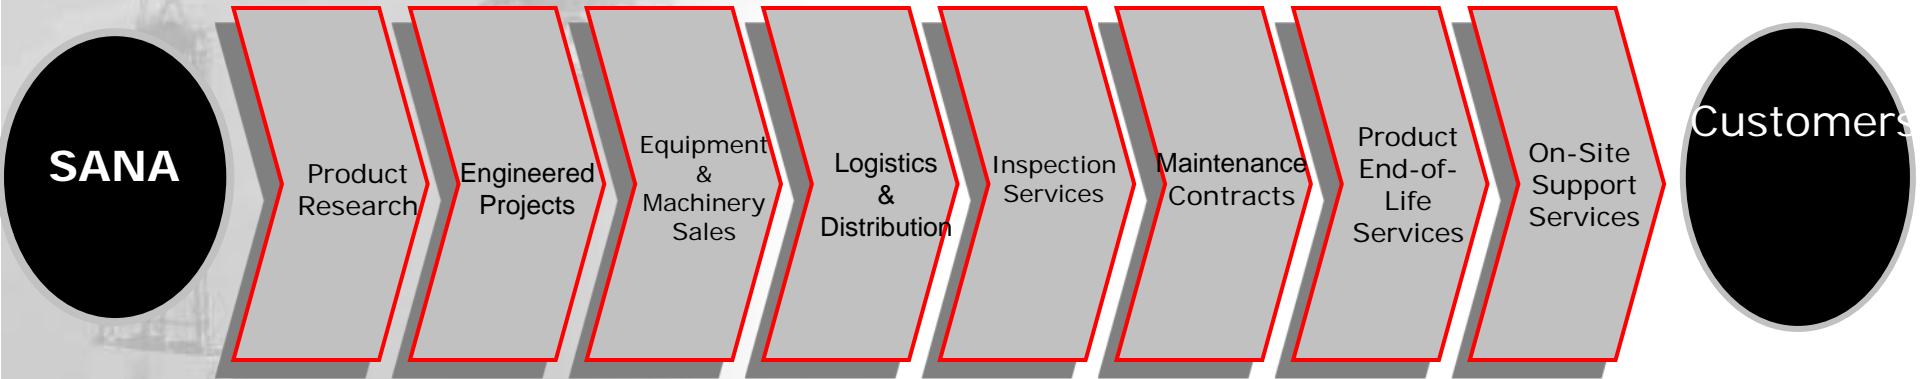 SANA
Product
Research
Engineered
Projects
Equipment
&
Machinery
Sales
Logistics
&
Distribution
Inspection
Services
Maintenance
Contracts
Product
End-of-
Life
Services
On-Site
Support
Services
Customers